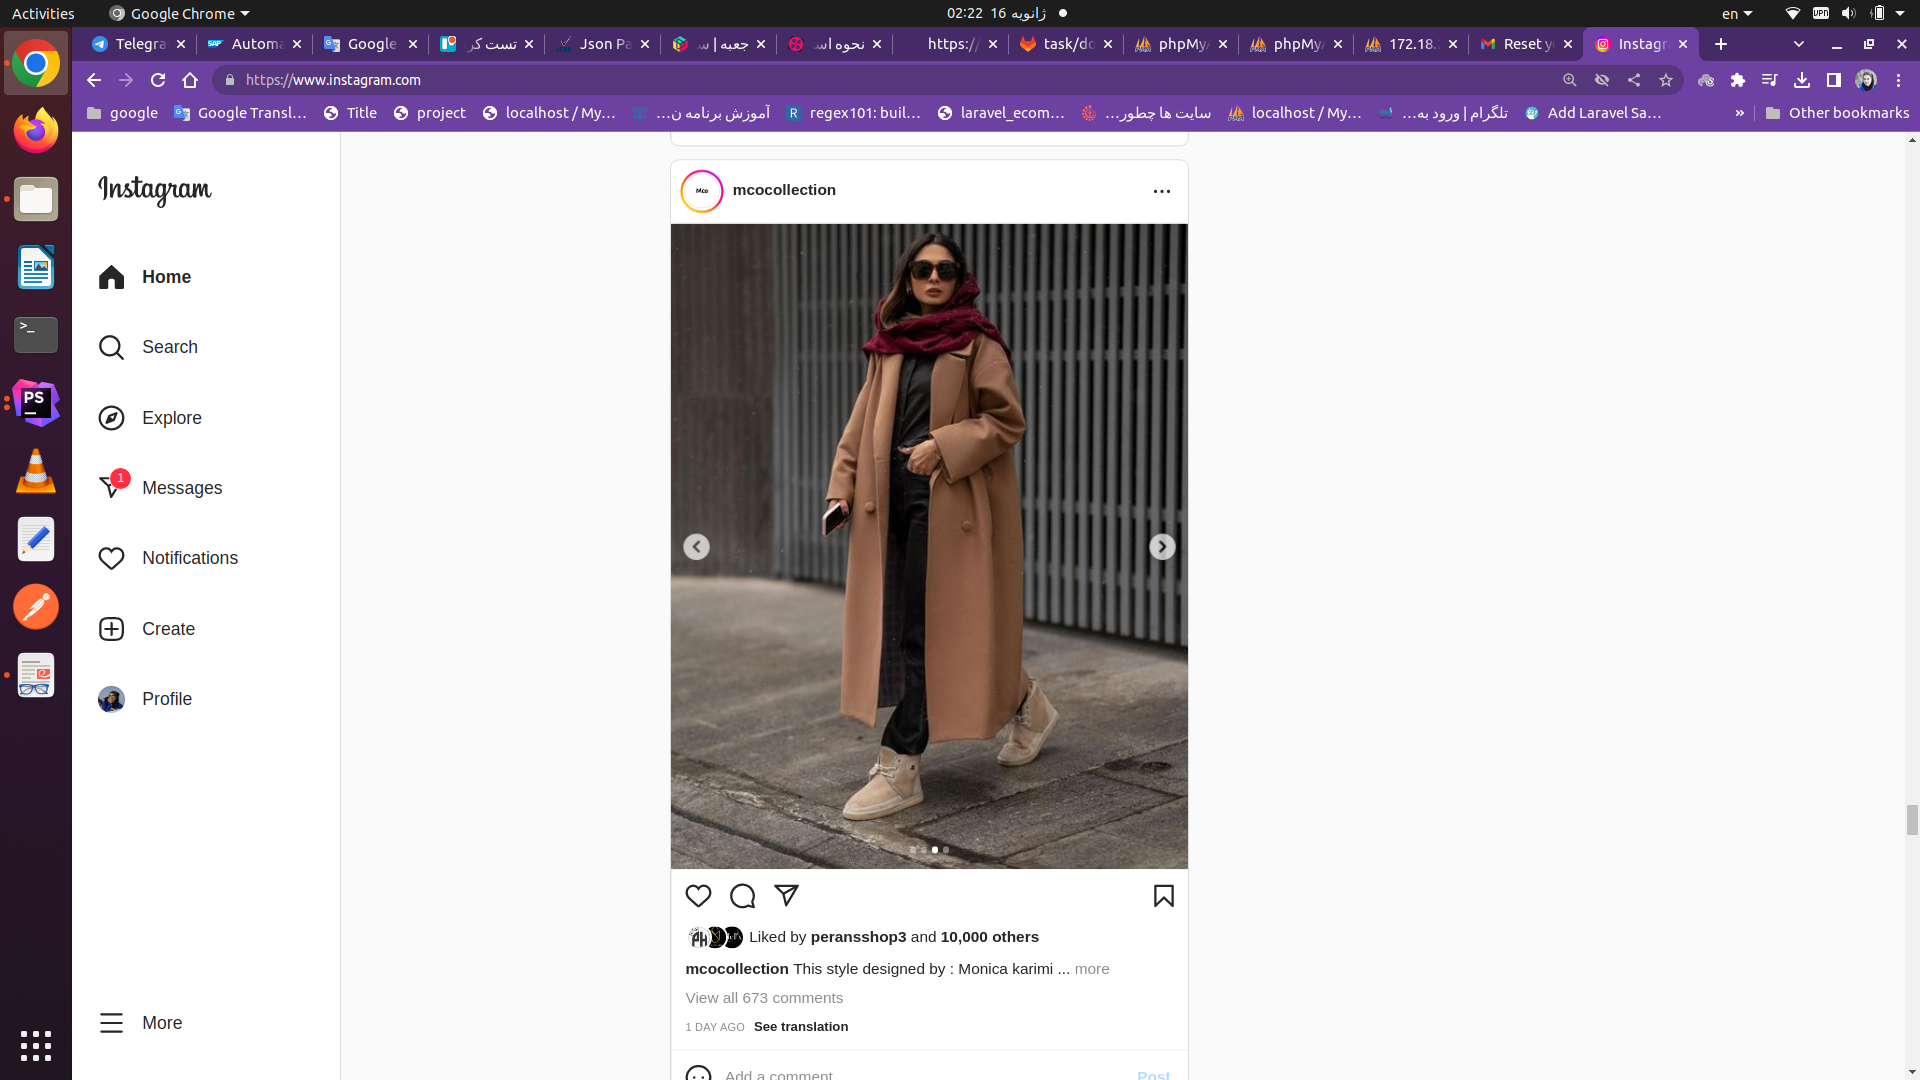 Activities
Google Chrome
02:22 16 ژانویه
en
VPN
Telegra
SAP
Automa
Google
تست کر
Json Pa
جعبه | س
نحوه اس
https://
task/do
phpMy
phpMy
172.18.
Reset y
Instagr
https://www.instagram.com
google
Google Transl...
Title
project
localhost / My...
آموزش برنامه ن...
R
regex101: buil...
laravel_ecom...
سایت ها چطور...
localhost / My...
تلگرام | ورود به...
Add Laravel Sa...
»
Other bookmarks
Instagram
Home
Search
Explore
1
Messages
Notifications
Create
Profile
More
>_
PS
Mco
mcocollection
Liked by peransshop3 and 10,000 others
mcocollection This style designed by : Monica karimi ... more
View all 673 comments
1 DAY AGO See translation
Add a comment
Post